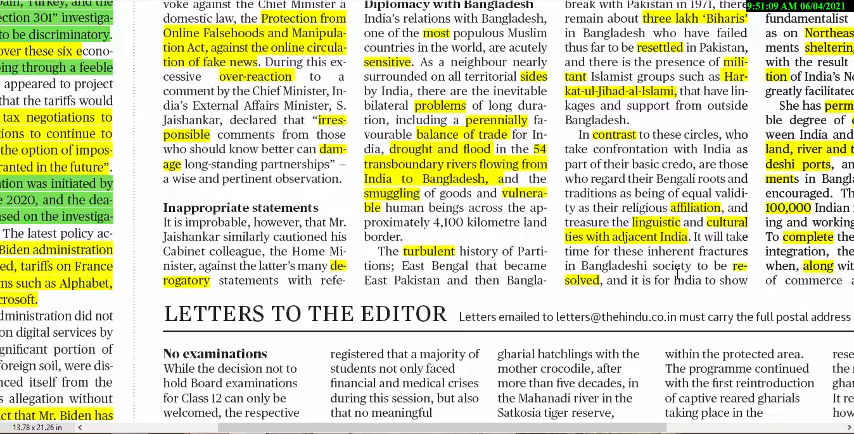 pain, Turkey, and the
ection 301" investiga-
to be discriminatory.
over these six econo-
ping through a feeble
appeared to project
that the tariffs would
tax negotiations to
tions to continue to
the option of impos-
ranted in the future".
ation was initiated by
e 2020, and the dea-
used on the investiga-
The latest policy ac-
Biden administration
ed, tariffs on France
ms such as Alphabet,
crosoft.
dministration did not
on digital services by
gnificant portion of
foreign soil, were dis-
nced itself from the
s allegation without
ct that Mr. Biden has
voke against the Chief Minister a
domestic law, the Protection from
Online Falsehoods and Manipula-
tion Act, against the online circula-
tion of fake news. During this ex-
cessive over-reaction to a
comment by the Chief Minister, In-
dia's External Affairs Minister, S.
Jaishankar, declared that "irres-
ponsible comments from those
who should know better can dam-
age long-standing partnerships" –
a wise and pertinent observation.
Inappropriate statements
It is improbable, however, that Mr.
Jaishankar similarly cautioned his
Cabinet colleague, the Home Mi-
nister, against the latter's many de-
rogatory statements with refe-
Diplomacy with Bangladesh
India's relations with Bangladesh,
one of the most populous Muslim
countries in the world, are acutely
sensitive. As a neighbour nearly
surrounded on all territorial sides
by India, there are the inevitable
bilateral problems of long dura-
tion, including a perennially fa-
vourable balance of trade for In-
dia, drought and flood in the 54
transboundary rivers flowing from
India to Bangladesh, and the
smuggling of goods and vulnera-
ble human beings across the ap-
proximately 4,100 kilometre land
border.
The turbulent history of Parti-
tions; East Bengal that became
East Pakistan and then Bangla-
break with Pakistan in 1971, there
remain about three lakh 'Biharis'
in Bangladesh who have failed
thus far to be resettled in Pakistan,
and there is the presence of mili-
tant Islamist groups such as Har-
kat-ul-Jihad-al-Islami, that have lin-
kages and support from outside
Bangladesh.
In contrast to these circles, who
take confrontation with India as
part of their basic credo, are those
who regard their Bengali roots and
traditions as being of equal validi-
ty as their religious affiliation, and
treasure the linguistic and cultural
ties with adjacent India. It will take
time for these inherent fractures
in Bangladeshi society to be re-
solved, and it is for India to show
9:51:09 AM 06/04/2021
fundamentalist
as on Northeas
ments sheltering
with the result
tion of India's No
greatly facilitated
She has perm
ble degree of
ween India and
land, river and t
deshi ports, an
ments in Bangla
encouraged. Th
100,000 Indian
ing and working
To complete the
integration, the
when, along wit
of commerce a
LETTERS TO THE EDITOR Letters emailed to letters@thehindu.co.in must carry the full postal address
No examinations
While the decision not to
hold Board examinations
for Class 12 can only be
welcomed, the respective
registered that a majority of
students not only faced
financial and medical crises
during this session, but also
that no meaningful
gharial hatchlings with the
mother crocodile, after
more than five decades, in
the Mahanadi river in the
Satkosia tiger reserve,
within the protected area.
The programme continued
with the first reintroduction
of captive reared gharials
taking place in the
rese
the
ghar
It re
how
13.78 x 21.26 in